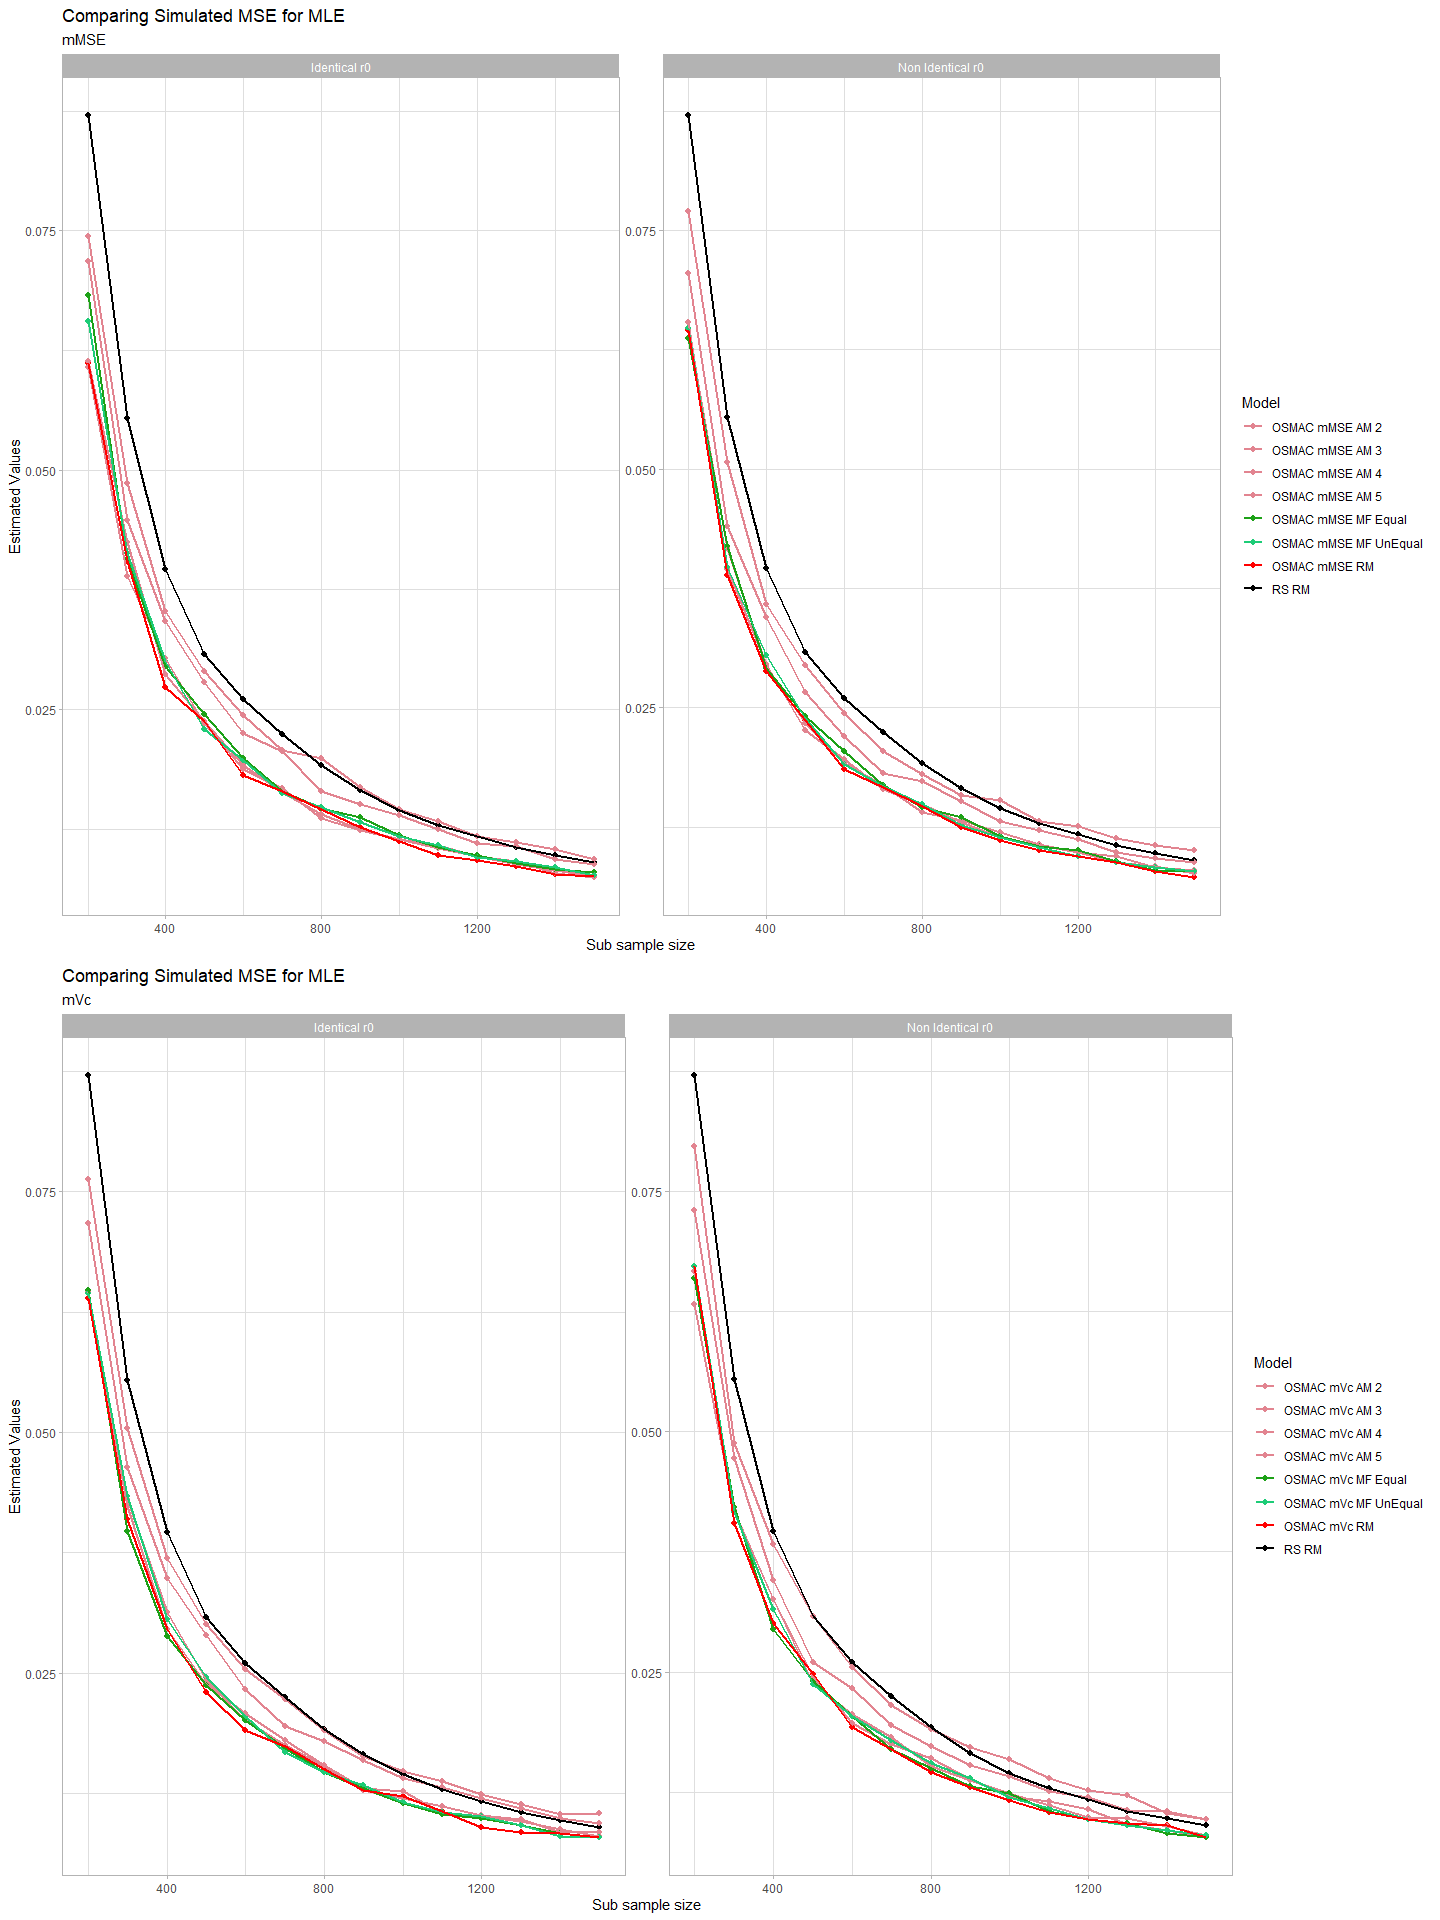 Comparing Simulated MSE for MLE
mMSE
Identical r0
Non Identical r0
0.075
0.050
0.025
0.075
0.050
0.025
Estimated Values
400
800
1200
400
800
1200
Sub sample size
Model
OSMAC mMSE AM 2
OSMAC mMSE AM 3
OSMAC mMSE AM 4
OSMAC mMSE AM 5
OSMAC mMSE MF Equal
OSMAC mMSE MF UnEqual
OSMAC mMSE RM
RS RM
Comparing Simulated MSE for MLE
mVc
Identical r0
Non Identical r0
0.075
0.050
0.025
0.075
0.050
0.025
Estimated Values
400
800
1200
400
800
1200
Sub sample size
Model
OSMAC mVc AM 2
OSMAC mVc AM 3
OSMAC mVc AM 4
OSMAC mVc AM 5
OSMAC mVc MF Equal
OSMAC mVc MF UnEqual
OSMAC mVc RM
RS RM